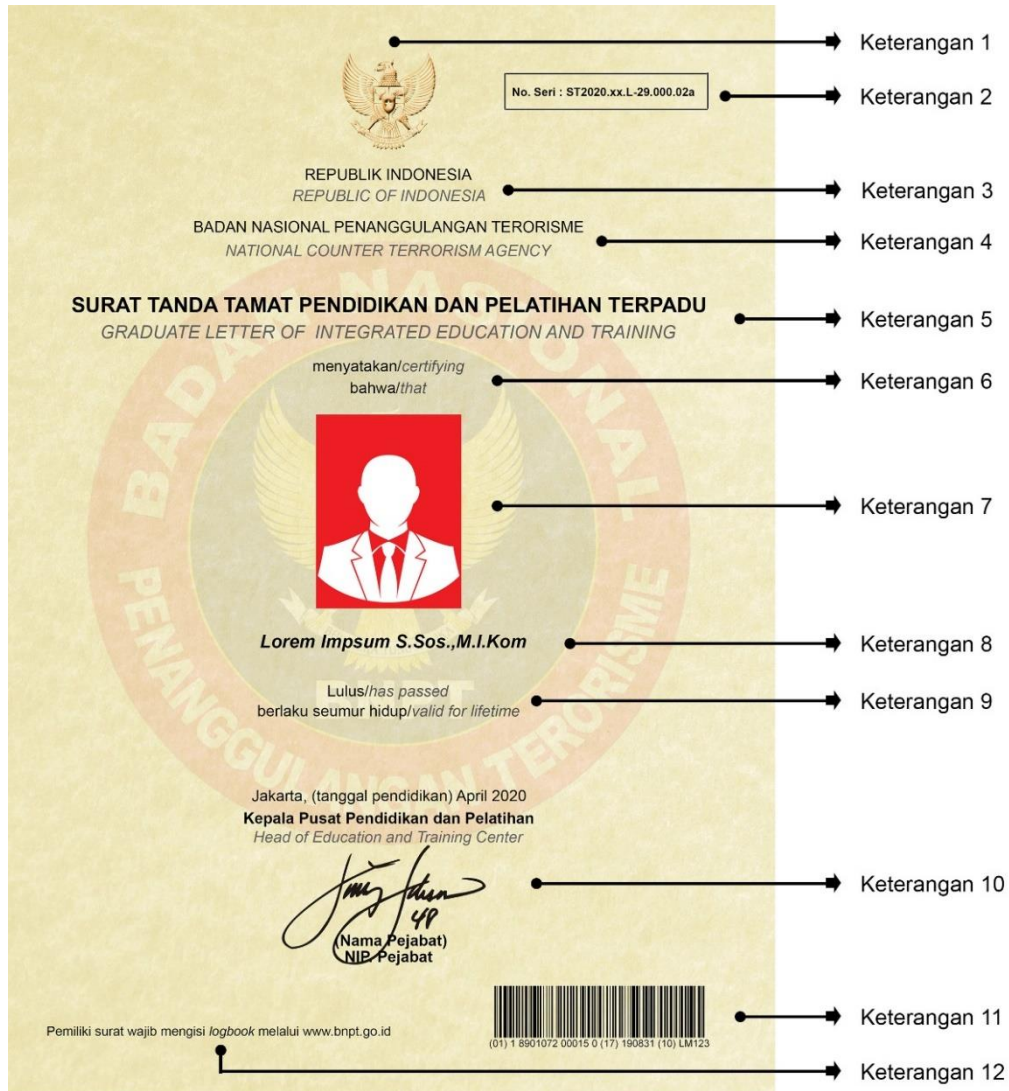 Keterangan 1
No. Seri : ST2020.xx.L-29.000.02a
Keterangan 2
REPUBLIK INDONESIA
REPUBLIC OF INDONESIA
Keterangan 3
BADAN NASIONAL PENANGGULANGAN TERORISME
NATIONAL COUNTER TERRORISM AGENCY
Keterangan 4
SURAT TANDA TAMAT PENDIDIKAN DAN PELATIHAN TERPADU
GRADUATE LETTER OF INTEGRATED EDUCATION AND TRAINING
Keterangan 5
menyatakan/certifying
bahwa/that
Keterangan 6
Keterangan 7
BADAN NASIONAL
PENANGGULANGAN TERORISME
BNPT
Lorem Impsum S.Sos.,M.I.Kom
Keterangan 8
Lulus/has passed
berlaku seumur hidup/valid for lifetime
Keterangan 9
Jakarta, (tanggal pendidikan) April 2020
Kepala Pusat Pendidikan dan Pelatihan
Head of Education and Training Center
Keterangan 10
(Nama Pejabat)
NIP. Pejabat
(01) 1 8901072 00015 0 (17) 190831 (10) LM123
Keterangan 11
Pemiliki surat wajib mengisi logbook melalui www.bnpt.go.id
Keterangan 12